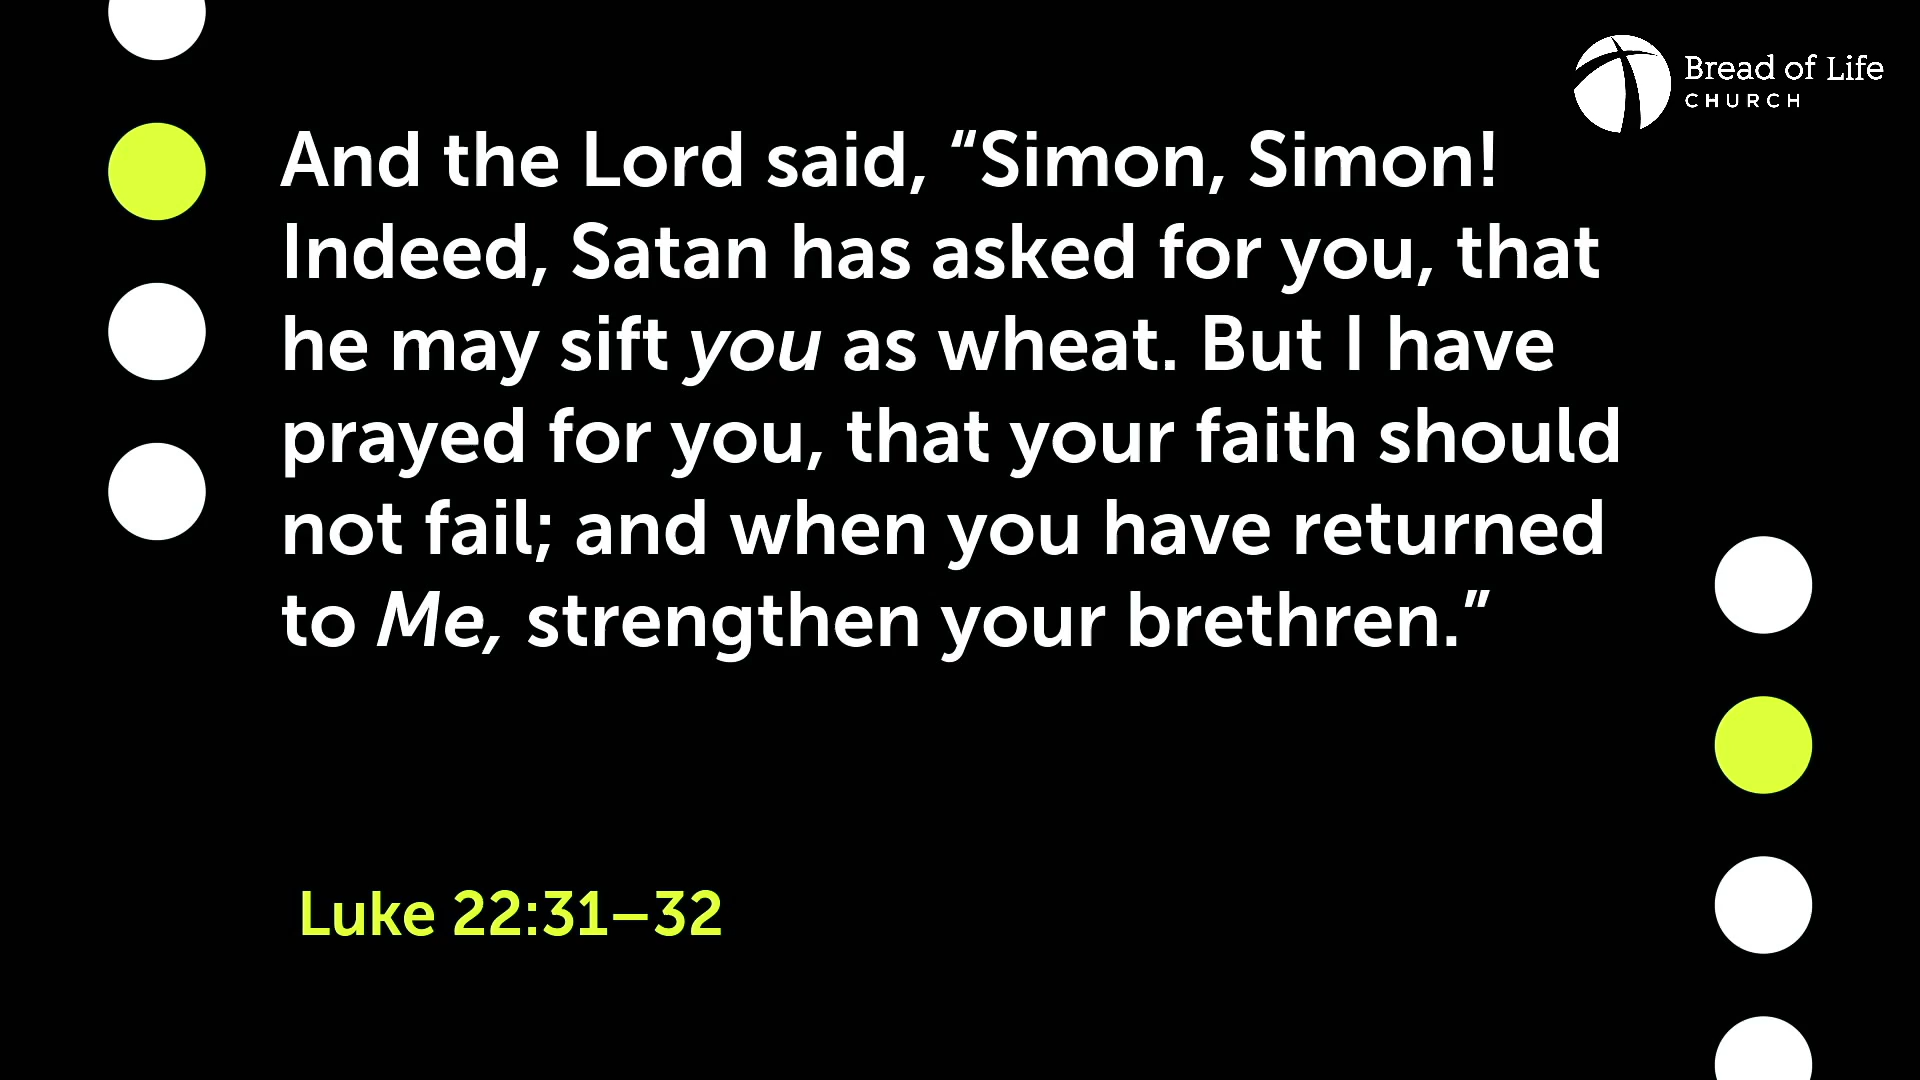 Bread of Life
CHURCH
And the Lord said, “Simon, Simon!
Indeed, Satan has asked for you, that
he may sift you as wheat. But I have
prayed for you, that your faith should
not fail; and when you have returned
to Me, strengthen your brethren.”
Luke 22:31–32